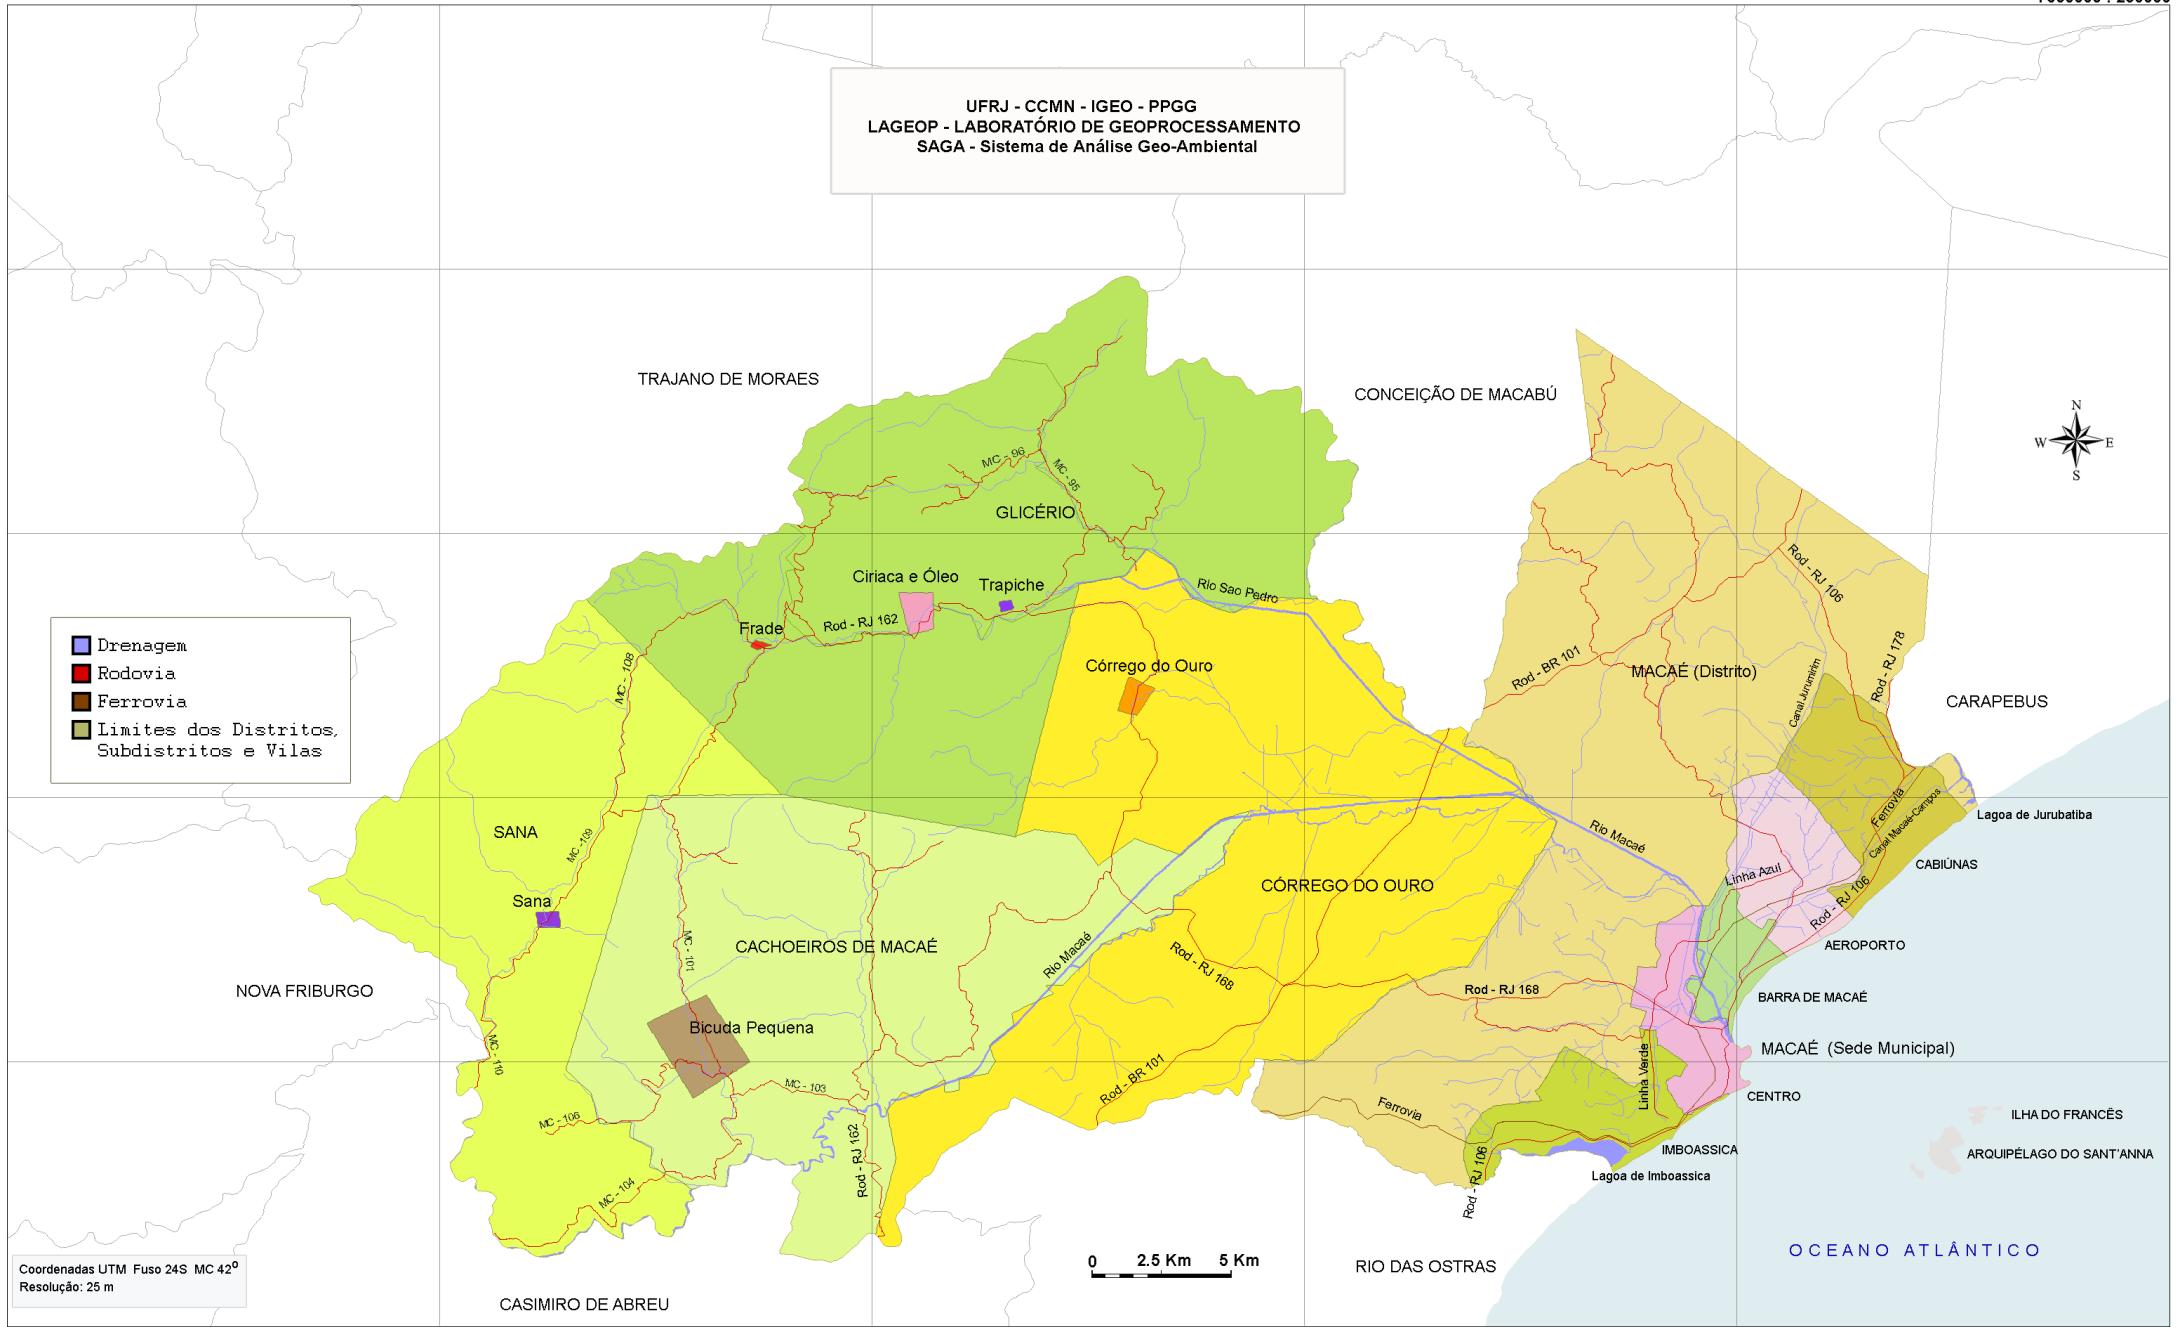 UFRJ - CCMN - IGEO - PPGG
LAGEOP - LABORATÓRIO DE GEOPROCESSAMENTO
SAGA - Sistema de Análise Geo-Ambiental
TRAJANO DE MORAES
CONCEIÇÃO DE MACABÚ
N
W
E
S
MC - 96
MC - 95
GLICÉRIO
Ciriaca e Óleo
Trapiche
Rio Sao Pedro
Rod - RJ 106
Frade
Rod - RJ 162
MC - 108
Córrego do Ouro
Rod - BR 101
MACAÉ (Distrito)
Canal Jurumirim
Rod - RJ 178
CARAPEBUS
Drenagem
Rodovia
Ferrovia
Limites dos Distritos,
Subdistritos e Vilas
SANA
MC - 109
Rio Macaé
Ferrovia
Canal Macaé-Campos
Lagoa de Jurubatiba
CABIÚNAS
Linha Azul
Rod - RJ 106
CÓRREGO DO OURO
Sana
CACHOEIROS DE MACAÉ
MC - 101
Rio Macaé
Rod - RJ 168
AEROPORTO
NOVA FRIBURGO
Rod - RJ 168
BARRA DE MACAÉ
Bicuda Pequena
MC - 110
MACAÉ (Sede Municipal)
MC - 103
Rod - BR 101
Linha Verde
CENTRO
Ferrovia
MC - 106
ILHA DO FRANCÊS
IMBOASSICA
ARQUIPÉLAGO DO SANT'ANNA
Rod - RJ 162
Rod - RJ 106
Lagoa de Imboassica
MC - 104
OCEANO ATLÂNTICO
0 2.5 Km 5 Km
RIO DAS OSTRAS
Coordenadas UTM Fuso 24S MC 42º
Resolução: 25 m
CASIMIRO DE ABREU